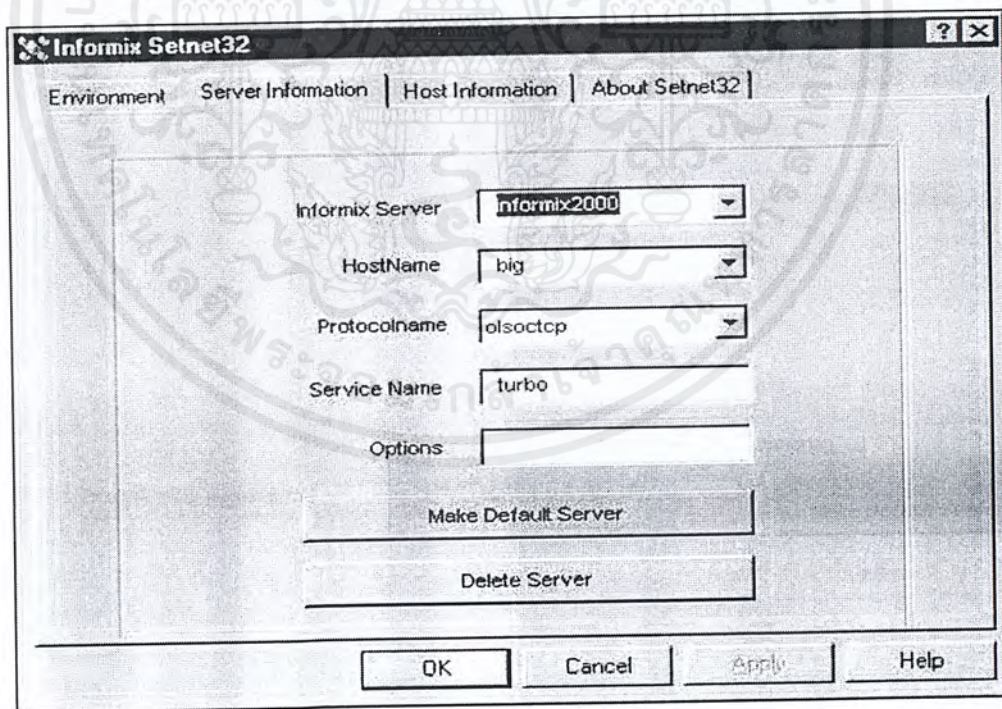 Informix Setnet32
Environment Server Information Host Information About Setnet32
Informix Server informix2000
HostName big
Protocolname olsoctcp
Service Name turbo
Options
Make Default Server
Delete Server
OK Cancel Apply Help